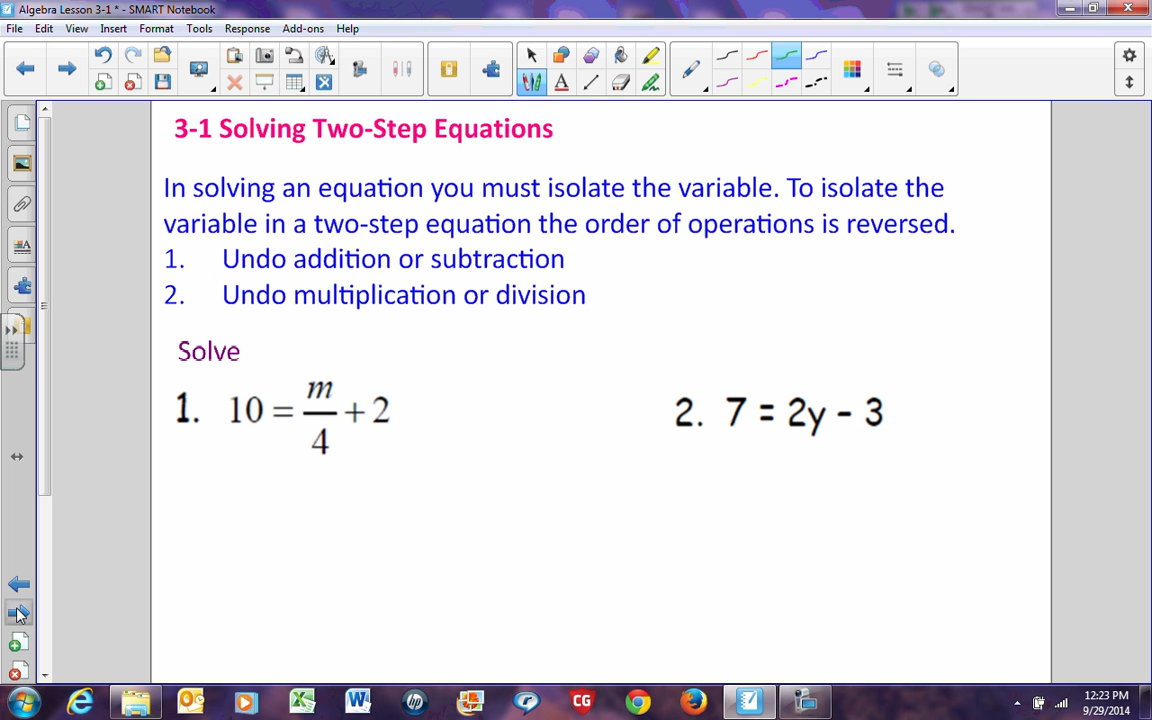 Algebra Lesson 3-1 * - SMART Notebook
File Edit View Insert Format Tools Response Add-ons Help
3-1 Solving Two-Step Equations
In solving an equation you must isolate the variable. To isolate the
variable in a two-step equation the order of operations is reversed.
1. Undo addition or subtraction
2. Undo multiplication or division
Solve
1. 10 = m/4 + 2
2. 7 = 2y - 3
12:23 PM
9/29/2014